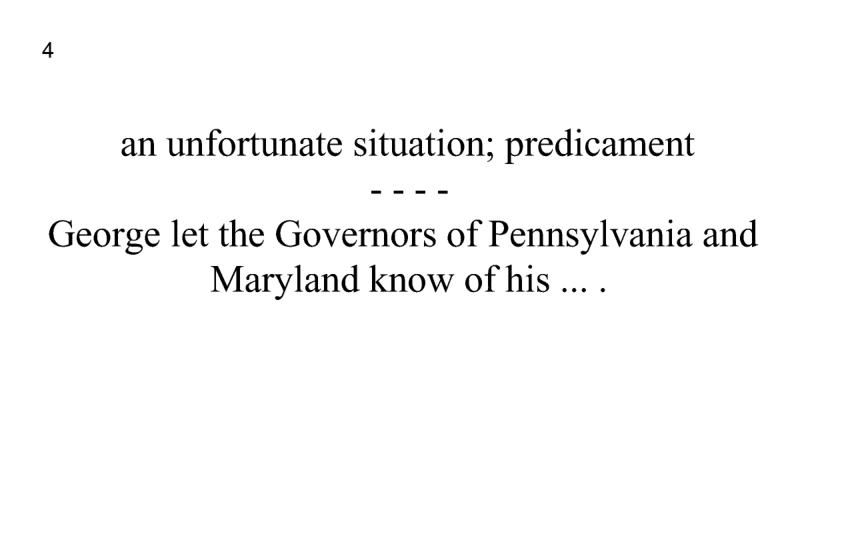 4
an unfortunate situation; predicament
- - - -
George let the Governors of Pennsylvania and
Maryland know of his ... .